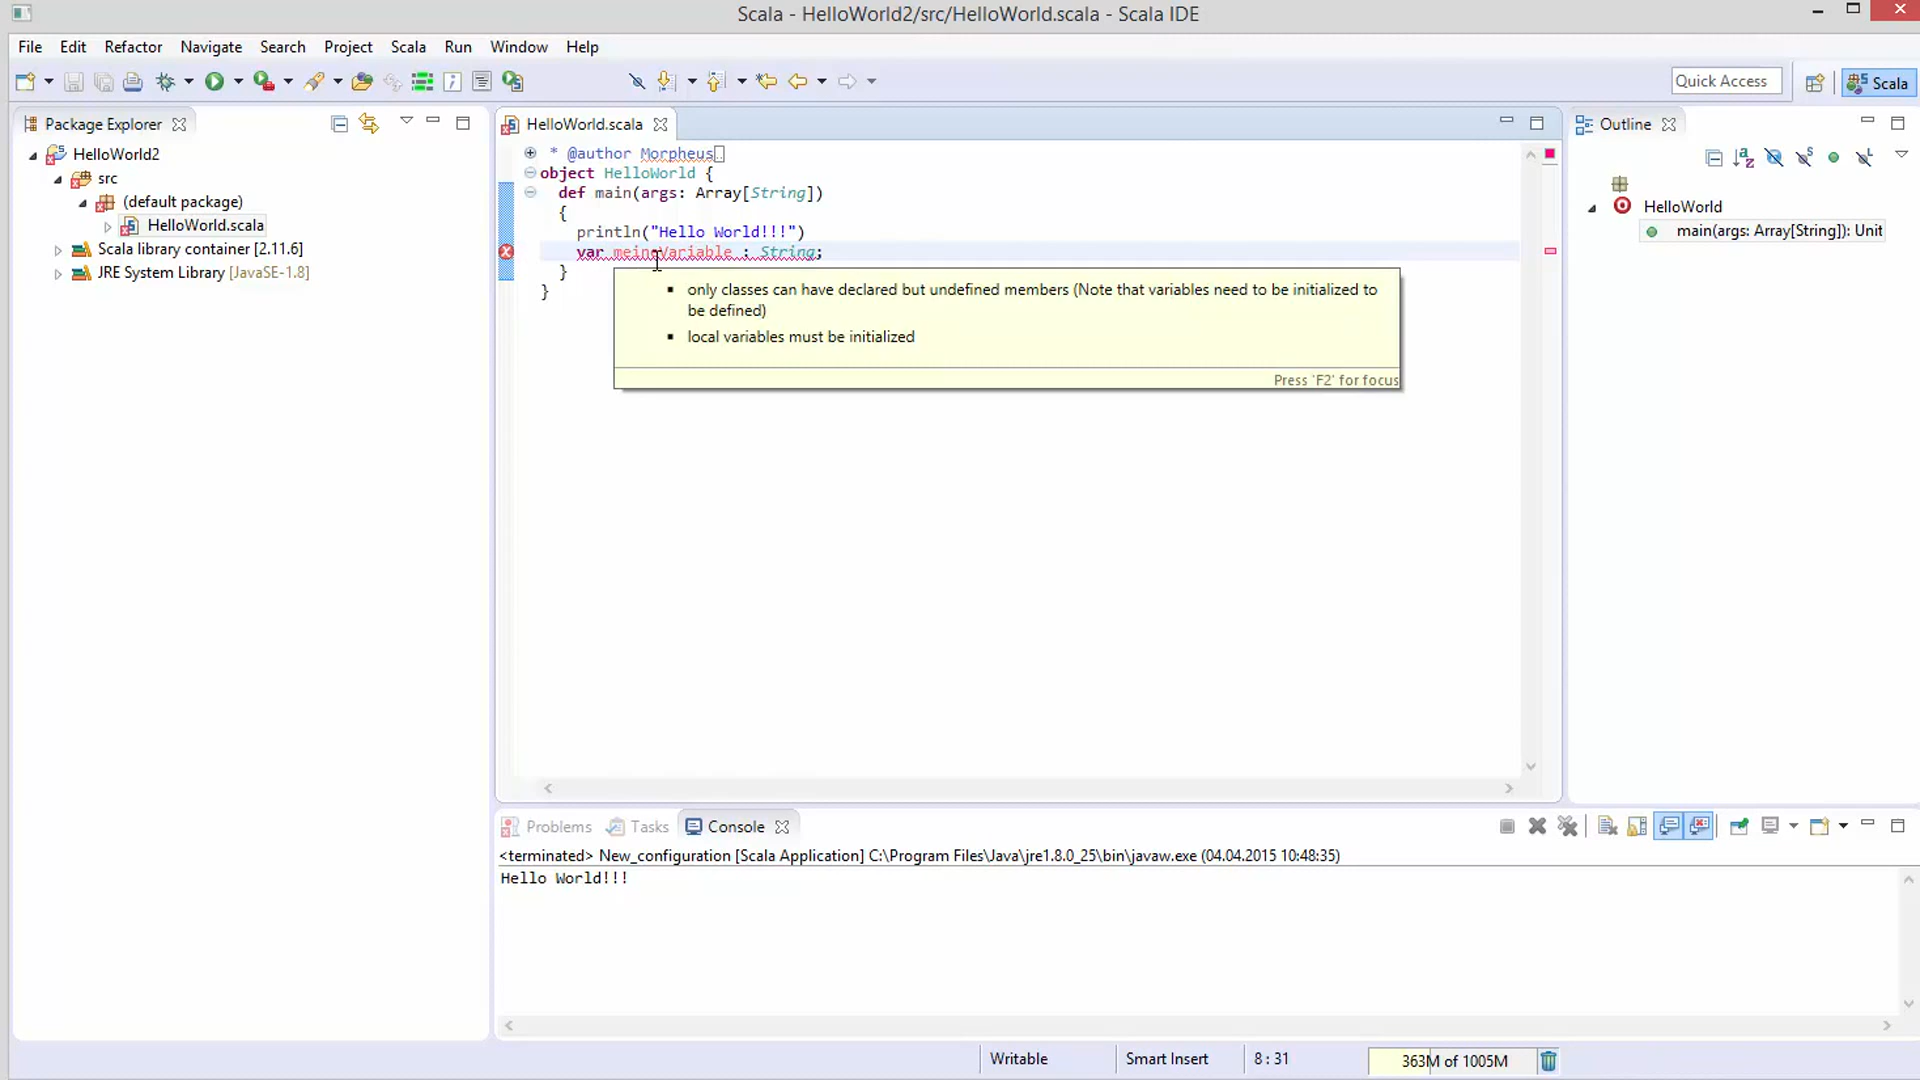 Scala - HelloWorld2/src/HelloWorld.scala - Scala IDE
File Edit Refactor Navigate Search Project Scala Run Window Help
Quick Access
Scala
Package Explorer
HelloWorld2
src
(default package)
HelloWorld.scala
Scala library container [2.11.6]
JRE System Library [JavaSE-1.8]
HelloWorld.scala
* @author Morpheus
object HelloWorld {
def main(args: Array[String])
{
println("Hello World!!!")
var meineVariable : String;
}
}
only classes can have declared but undefined members (Note that variables need to be initialized to
be defined)
local variables must be initialized
Press 'F2' for focus
Outline
HelloWorld
main(args: Array[String]): Unit
Problems Tasks Console
<terminated> New_configuration [Scala Application] C:\Program Files\Java\jre1.8.0_25\bin\javaw.exe (04.04.2015 10:48:35)
Hello World!!!
Writable Smart Insert 8 : 31 363M of 1005M